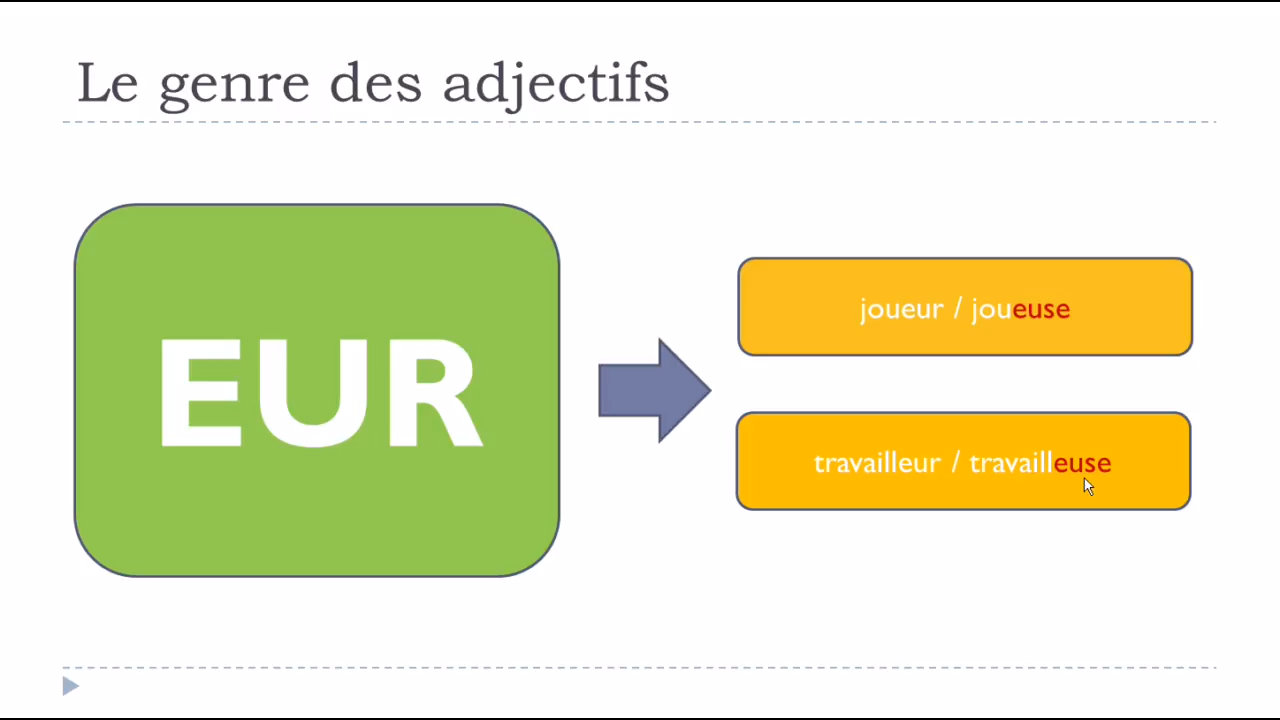 Le genre des adjectifs
EUR
joueur / joueuse
travailleur / travailleuse